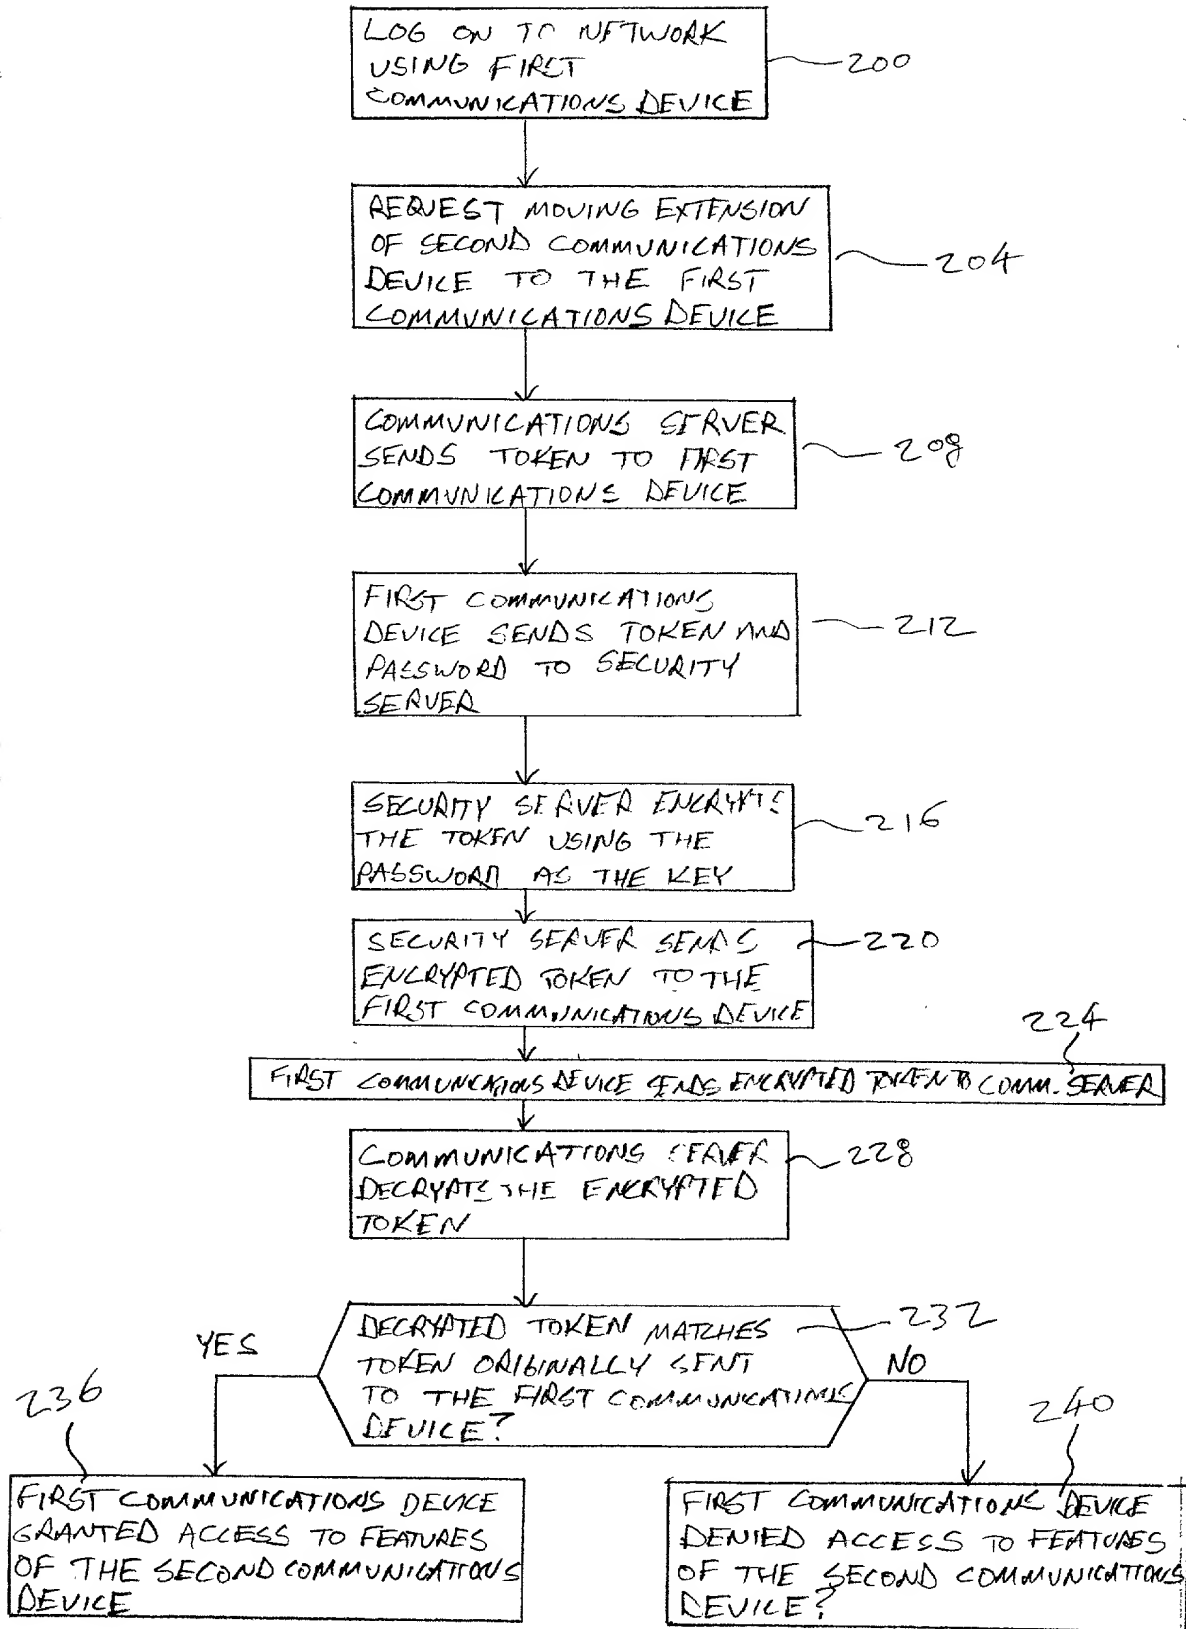 LOG ON TO NETWORK
USING FIRST
COMMUNICATIONS DEVICE
200
REQUEST MOVING EXTENSION
OF SECOND COMMUNICATIONS
DEVICE TO THE FIRST
COMMUNICATIONS DEVICE
204
COMMUNICATIONS SERVER
SENDS TOKEN TO FIRST
COMMUNICATIONS DEVICE
208
FIRST COMMUNICATIONS
DEVICE SENDS TOKEN AND
PASSWORD TO SECURITY
SERVER
212
SECURITY SERVER ENCRYPTS
THE TOKEN USING THE
PASSWORD AS THE KEY
216
SECURITY SERVER SENDS
ENCRYPTED TOKEN TO THE
FIRST COMMUNICATIONS DEVICE
220
224
FIRST COMMUNICATIONS DEVICE SENDS ENCRYPTED TOKEN TO COMM. SERVER
COMMUNICATIONS SERVER
DECRYPTS THE ENCRYPTED
TOKEN
228
DECRYPTED TOKEN MATCHES
TOKEN ORIGINALLY SENT
TO THE FIRST COMMUNICATIONS
DEVICE?
232
YES
NO
236
240
FIRST COMMUNICATIONS DEVICE
GRANTED ACCESS TO FEATURES
OF THE SECOND COMMUNICATIONS
DEVICE
FIRST COMMUNICATIONS DEVICE
DENIED ACCESS TO FEATURES
OF THE SECOND COMMUNICATIONS
DEVICE?